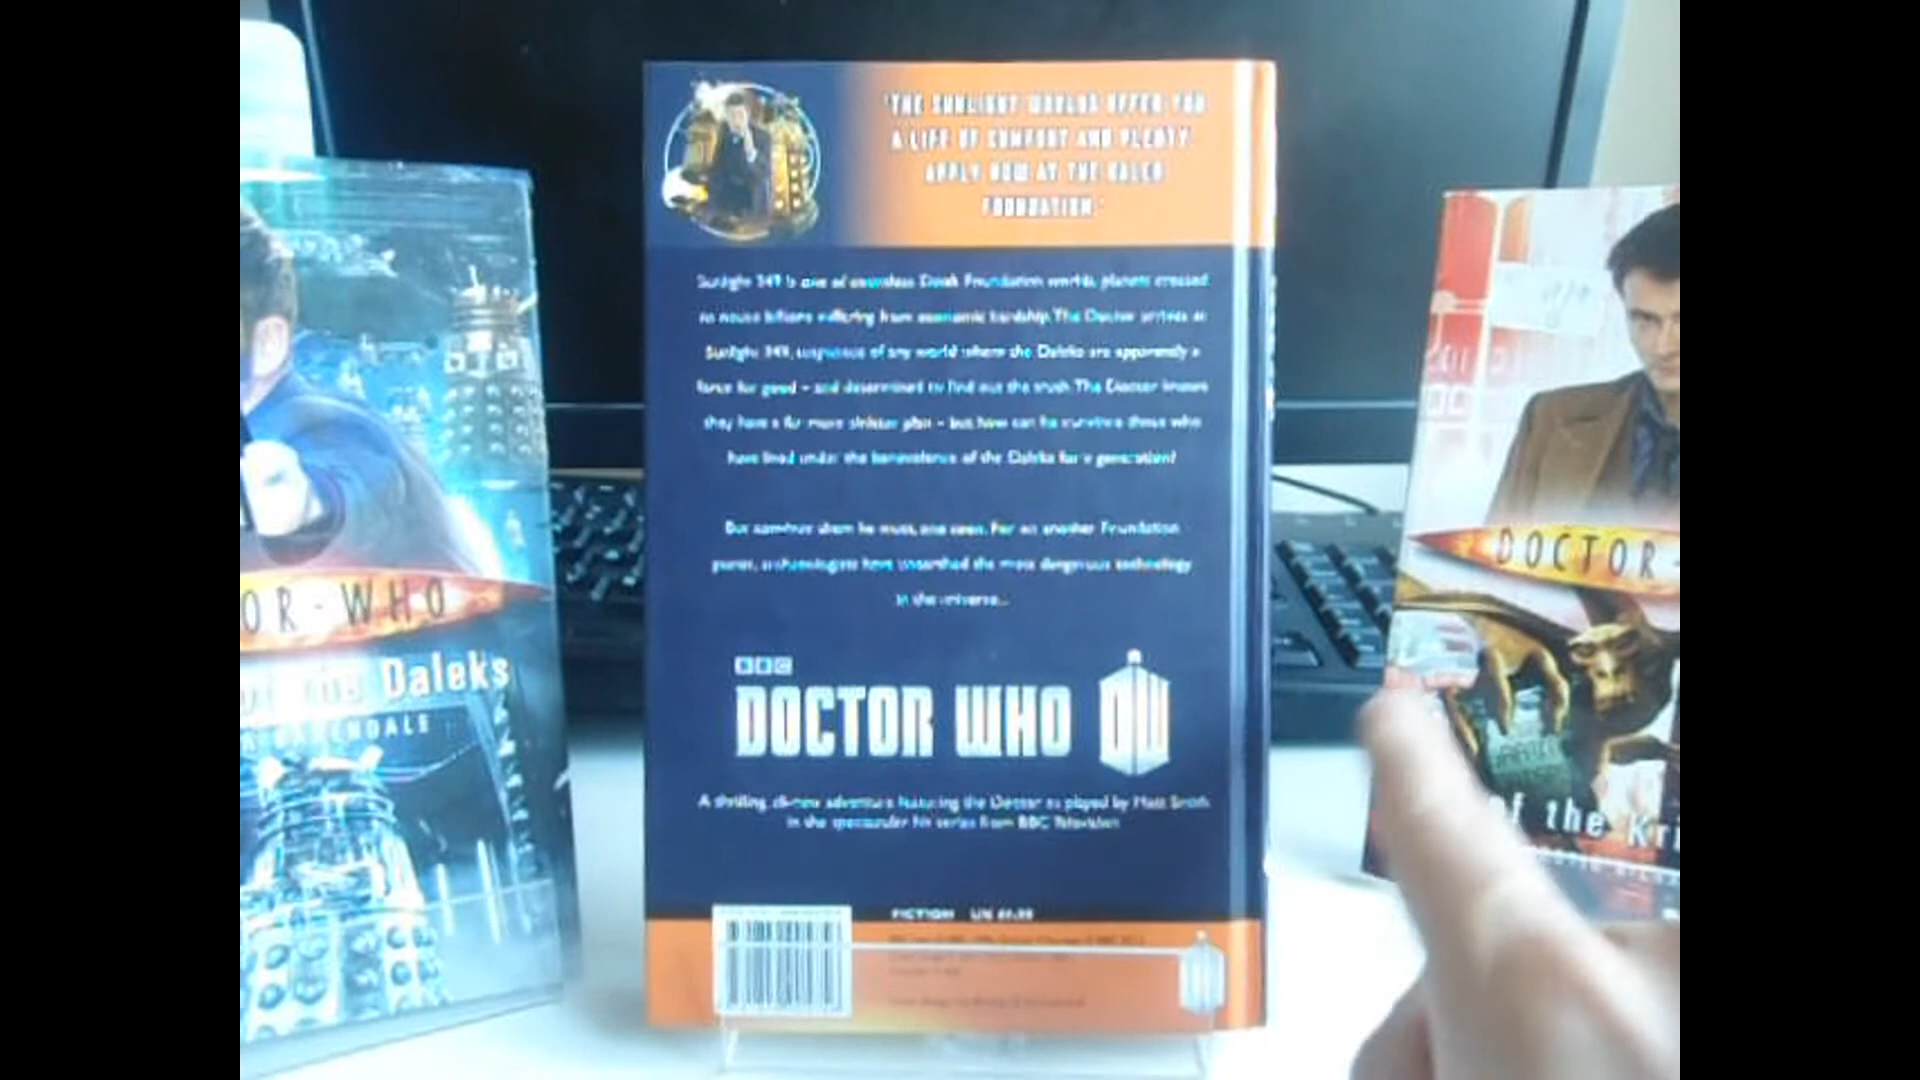 'THE SUNLIGHT WORLDS OFFER YOU
A LIFE OF COMFORT AND PLENTY.
APPLY NOW AT THE DALEK
FOUNDATION.'
Sunlight 349 is one of countless Dalek Foundation worlds, planets created
to house billions suffering from economic hardship. The Doctor arrives at
Sunlight 349, suspicious of any world where the Daleks are apparently a
force for good – and determined to find out the truth. The Doctor knows
they have a far more sinister plan – but how can he convince those who
have lived under the benevolence of the Daleks for a generation?
But convince them he must, and soon. For on another Foundation
planet, archaeologists have unearthed the most dangerous technology
in the universe...
BBC
DOCTOR WHO DW
A thrilling, all-new adventure featuring the Doctor as played by Matt Smith
in the spectacular hit series from BBC Television
FICTION
OR · WHO
Daleks
DOCTOR
of the Kri